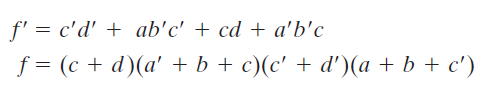 f' = c'd' + ab'c' + cd + a'b'c
f = (c + d)(a' + b + c)(c' + d')(a + b + c')